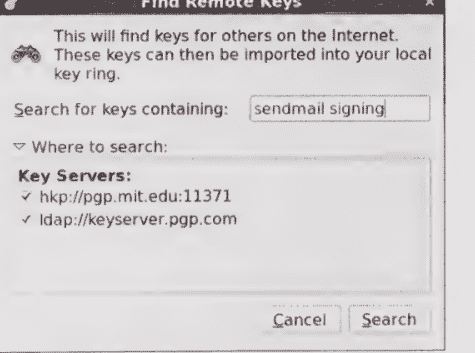 Find Remote Keys
This will find keys for others on the Internet.
These keys can then be imported into your local
key ring.
Search for keys containing: sendmail signing
Where to search:
Key Servers:
hkp://pgp.mit.edu:11371
ldap://keyserver.pgp.com
Cancel Search